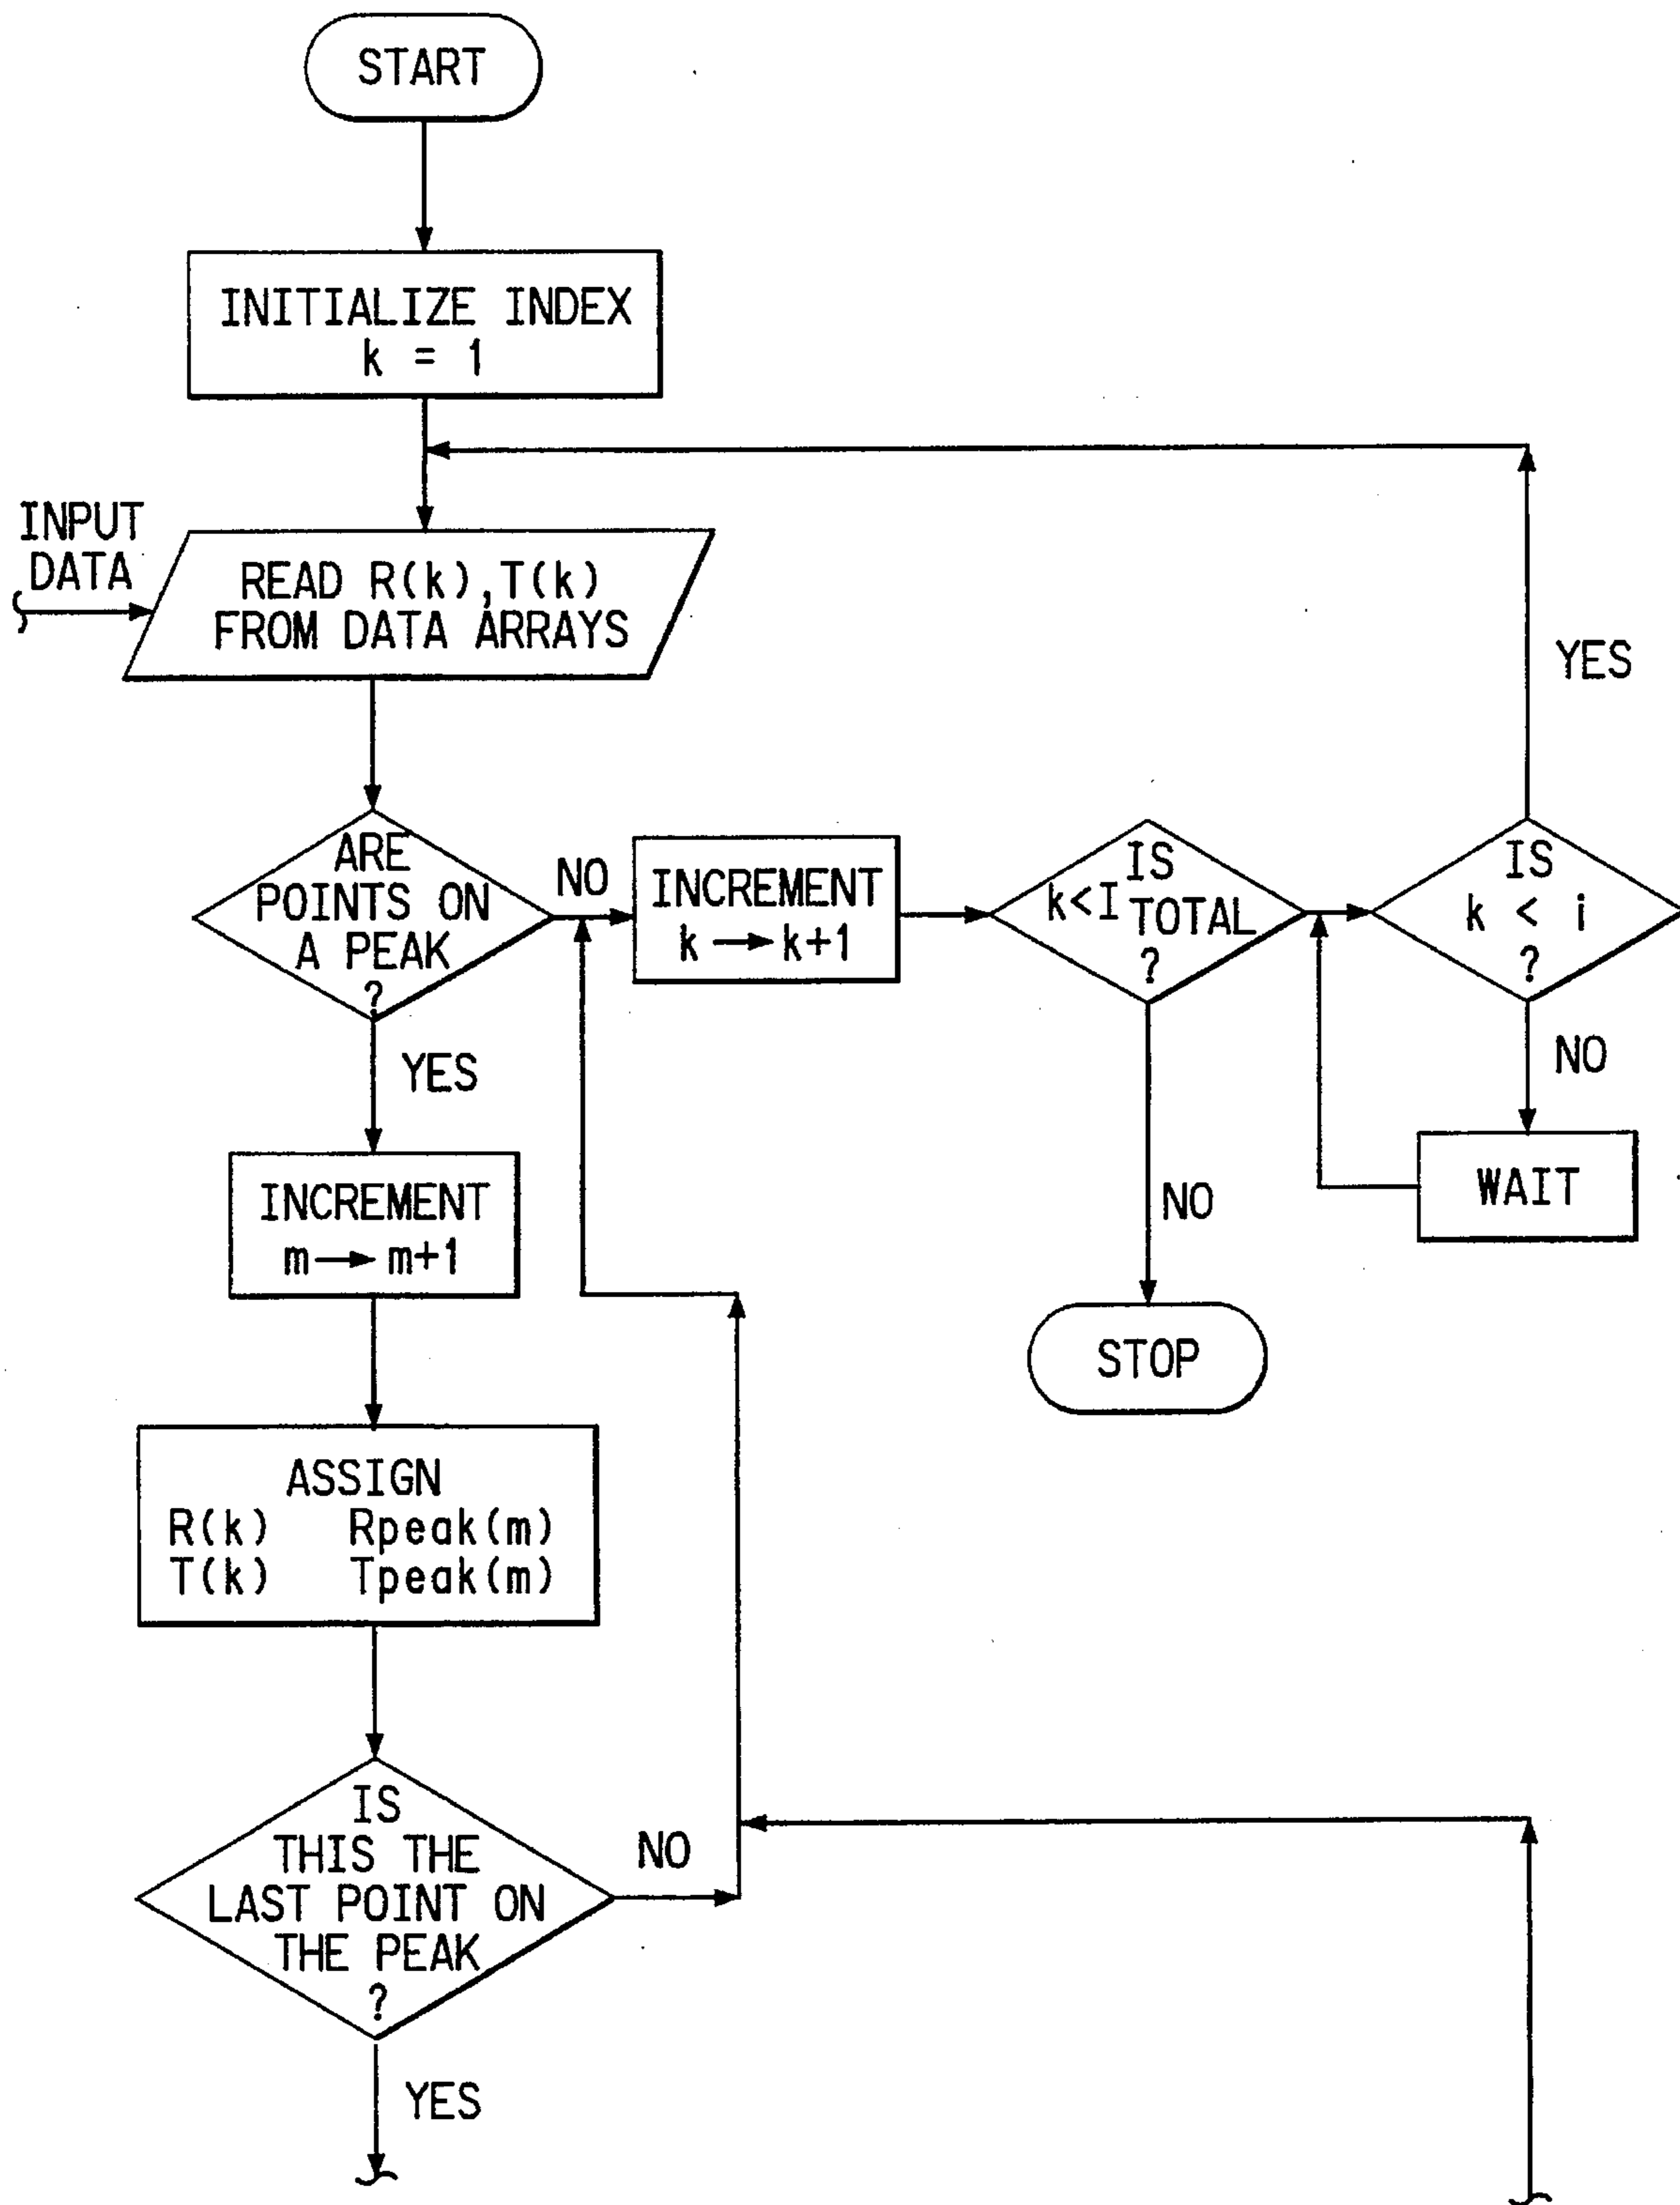 START
INITIALIZE INDEX
k = 1
INPUT
DATA
READ R(k),T(k)
FROM DATA ARRAYS
YES
ARE
POINTS ON
A PEAK
?
NO
INCREMENT
k → k+1
IS
k<I TOTAL
?
IS
k < i
?
YES
NO
INCREMENT
m → m+1
NO
WAIT
STOP
ASSIGN
R(k) Rpeak(m)
T(k) Tpeak(m)
IS
THIS THE
LAST POINT ON
THE PEAK
?
NO
YES